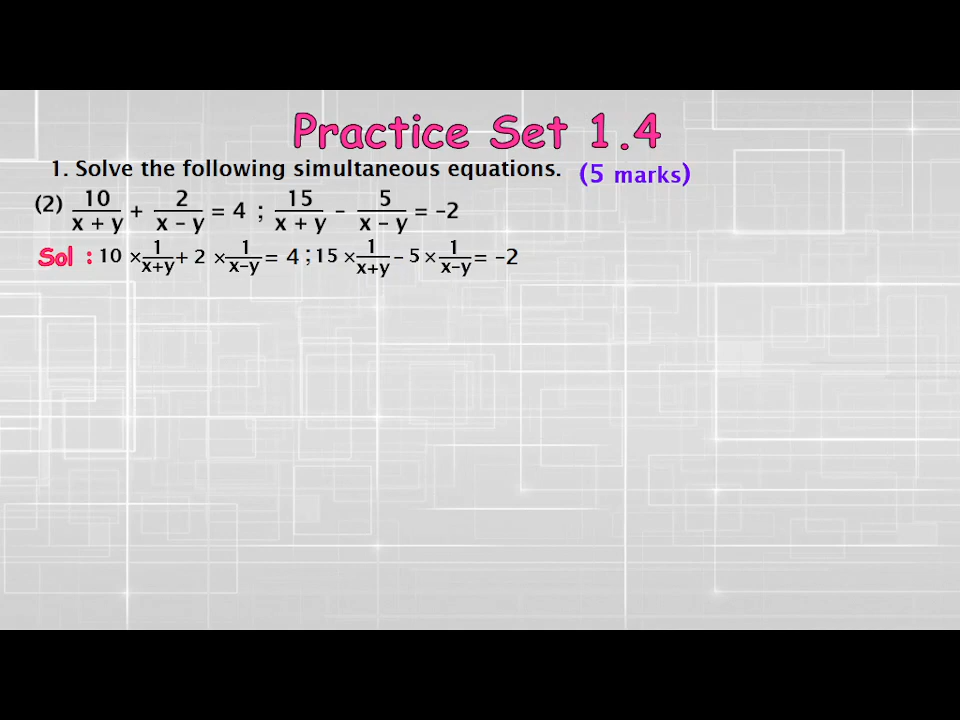 Practice Set 1.4
1. Solve the following simultaneous equations. (5 marks)
(2) 10/(x + y) + 2/(x – y) = 4 ; 15/(x + y) – 5/(x – y) = –2
Sol : 10 × 1/(x+y) + 2 × 1/(x–y) = 4 ; 15 × 1/(x+y) – 5 × 1/(x–y) = –2